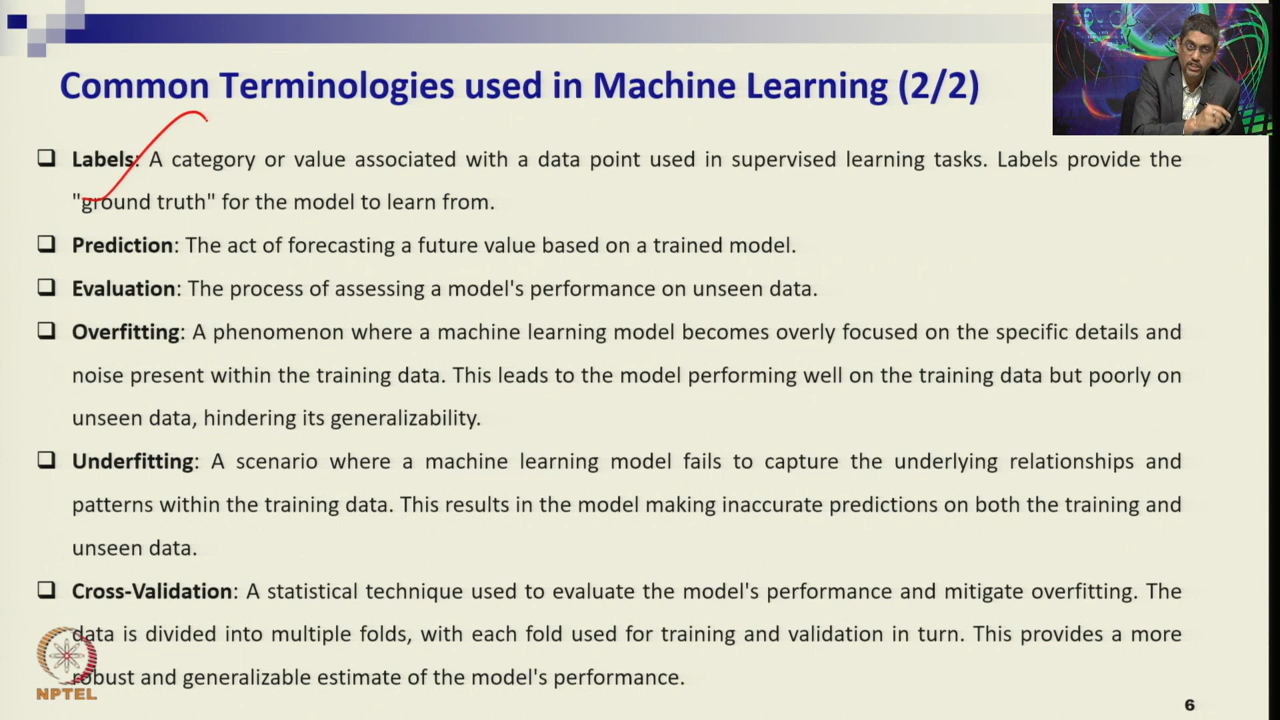 Common Terminologies used in Machine Learning (2/2)
❑ Labels: A category or value associated with a data point used in supervised learning tasks. Labels provide the
"ground truth" for the model to learn from.
❑ Prediction: The act of forecasting a future value based on a trained model.
❑ Evaluation: The process of assessing a model's performance on unseen data.
❑ Overfitting: A phenomenon where a machine learning model becomes overly focused on the specific details and
noise present within the training data. This leads to the model performing well on the training data but poorly on
unseen data, hindering its generalizability.
❑ Underfitting: A scenario where a machine learning model fails to capture the underlying relationships and
patterns within the training data. This results in the model making inaccurate predictions on both the training and
unseen data.
❑ Cross-Validation: A statistical technique used to evaluate the model's performance and mitigate overfitting. The
data is divided into multiple folds, with each fold used for training and validation in turn. This provides a more
robust and generalizable estimate of the model's performance.
NPTEL
6